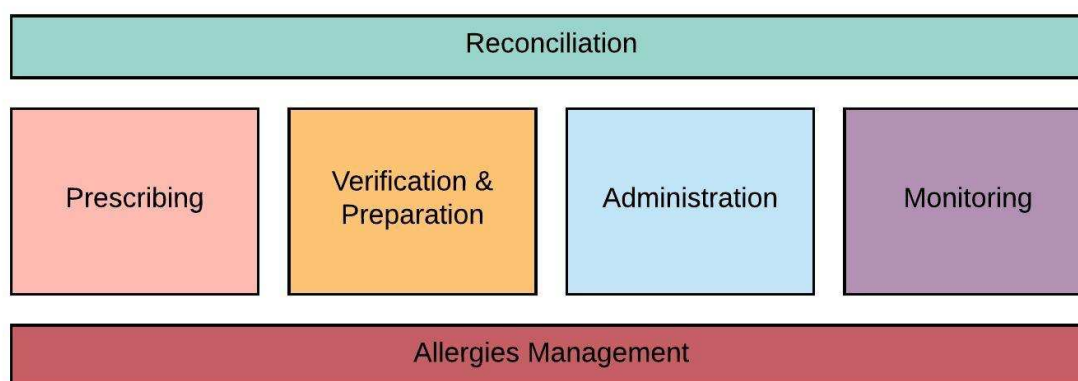 Reconciliation
Prescribing
Verification &
Preparation
Administration
Monitoring
Allergies Management